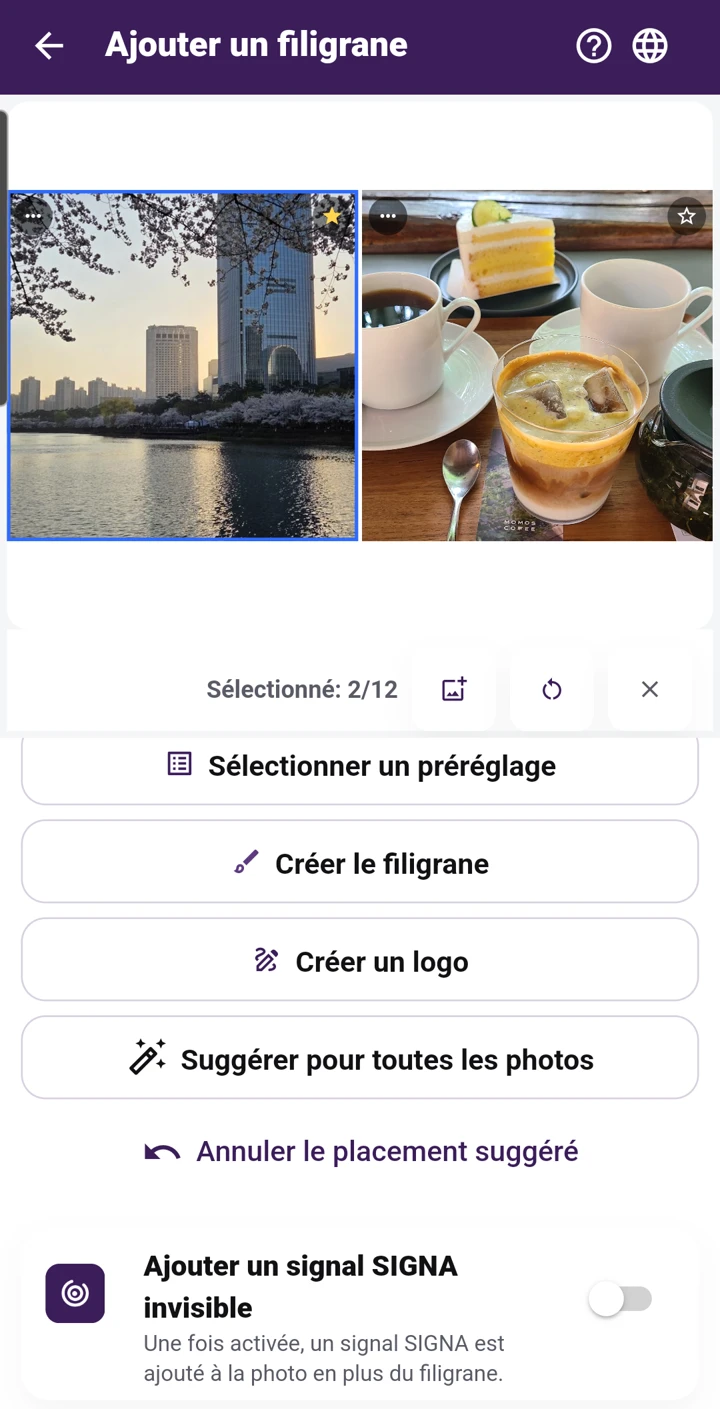 Ajouter un filigrane
MOMOS
COFFEE
Sélectionné: 2/12
Sélectionner un préréglage
Créer le filigrane
Créer un logo
Suggérer pour toutes les photos
Annuler le placement suggéré
Ajouter un signal SIGNA
invisible
Une fois activée, un signal SIGNA est
ajouté à la photo en plus du filigrane.